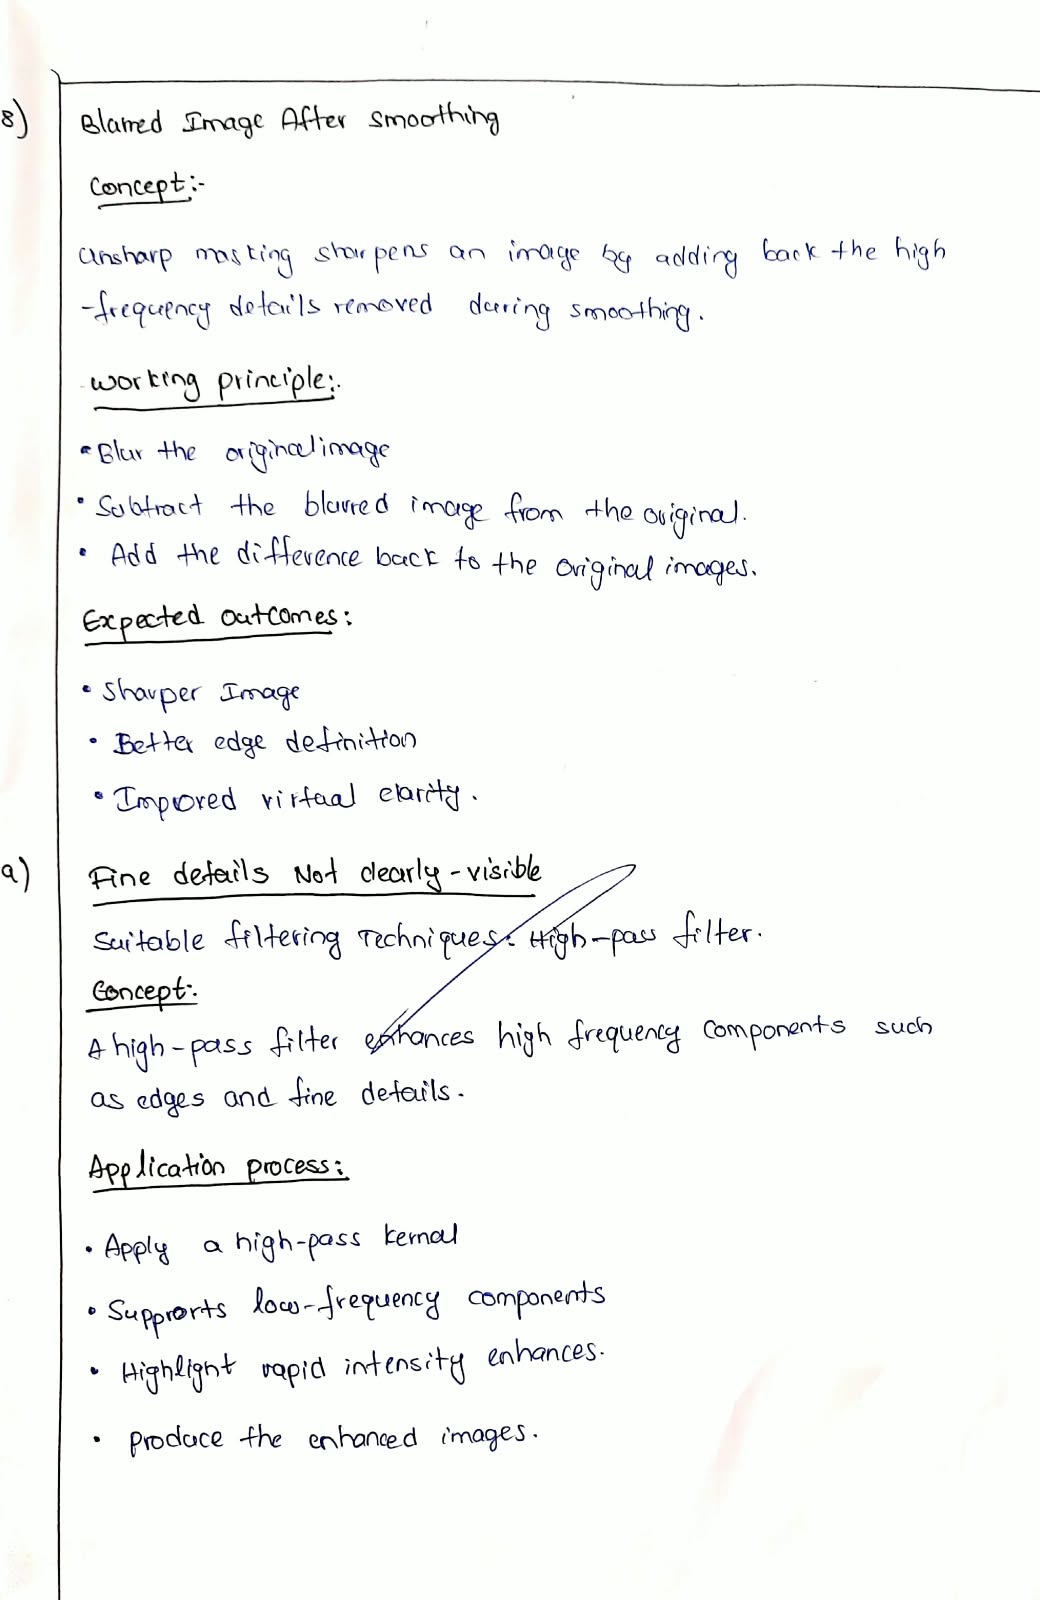 8) Blurred Image After smoothing
Concept:-
Unsharp masking sharpens an image by adding back the high
-frequency details removed during smoothing.
Working principle:.
• Blur the original image
• Subtract the blurred image from the original.
• Add the difference back to the original images.
Expected outcomes:
• Sharper Image
• Better edge definition
• Improved virtual clarity.
9) Fine details Not clearly-visible
Suitable filtering Techniques: High-pass filter.
Concept:
A high-pass filter enhances high frequency components such
as edges and fine details.
Application process:
• Apply a high-pass kernal
• Supprorts low-frequency components
• Highlight rapid intensity enhances.
• produce the enhanced images.